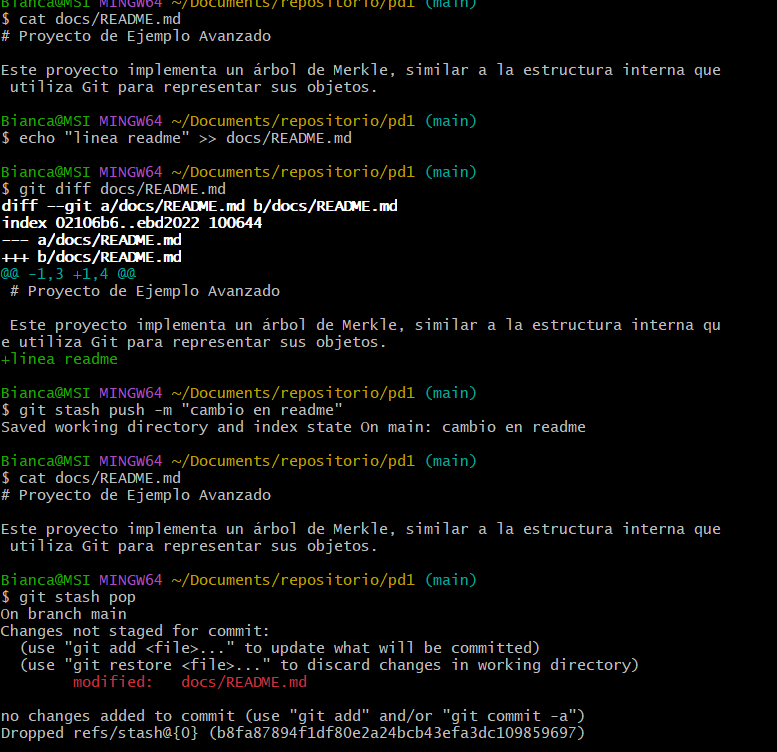 Bianca@MSI MINGW64 ~/Documents/repositorio/pd1 (main)
$ cat docs/README.md
# Proyecto de Ejemplo Avanzado
Este proyecto implementa un árbol de Merkle, similar a la estructura interna que
 utiliza Git para representar sus objetos.
Bianca@MSI MINGW64 ~/Documents/repositorio/pd1 (main)
$ echo "linea readme" >> docs/README.md
Bianca@MSI MINGW64 ~/Documents/repositorio/pd1 (main)
$ git diff docs/README.md
diff --git a/docs/README.md b/docs/README.md
index 02106b6..ebd2022 100644
--- a/docs/README.md
+++ b/docs/README.md
@@ -1,3 +1,4 @@
 # Proyecto de Ejemplo Avanzado
 Este proyecto implementa un árbol de Merkle, similar a la estructura interna qu
e utiliza Git para representar sus objetos.
+linea readme
Bianca@MSI MINGW64 ~/Documents/repositorio/pd1 (main)
$ git stash push -m "cambio en readme"
Saved working directory and index state On main: cambio en readme
Bianca@MSI MINGW64 ~/Documents/repositorio/pd1 (main)
$ cat docs/README.md
# Proyecto de Ejemplo Avanzado
Este proyecto implementa un árbol de Merkle, similar a la estructura interna que
 utiliza Git para representar sus objetos.
Bianca@MSI MINGW64 ~/Documents/repositorio/pd1 (main)
$ git stash pop
On branch main
Changes not staged for commit:
  (use "git add <file>..." to update what will be committed)
  (use "git restore <file>..." to discard changes in working directory)
        modified:   docs/README.md
no changes added to commit (use "git add" and/or "git commit -a")
Dropped refs/stash@{0} (b8fa87894f1df80e2a24bcb43efa3dc109859697)